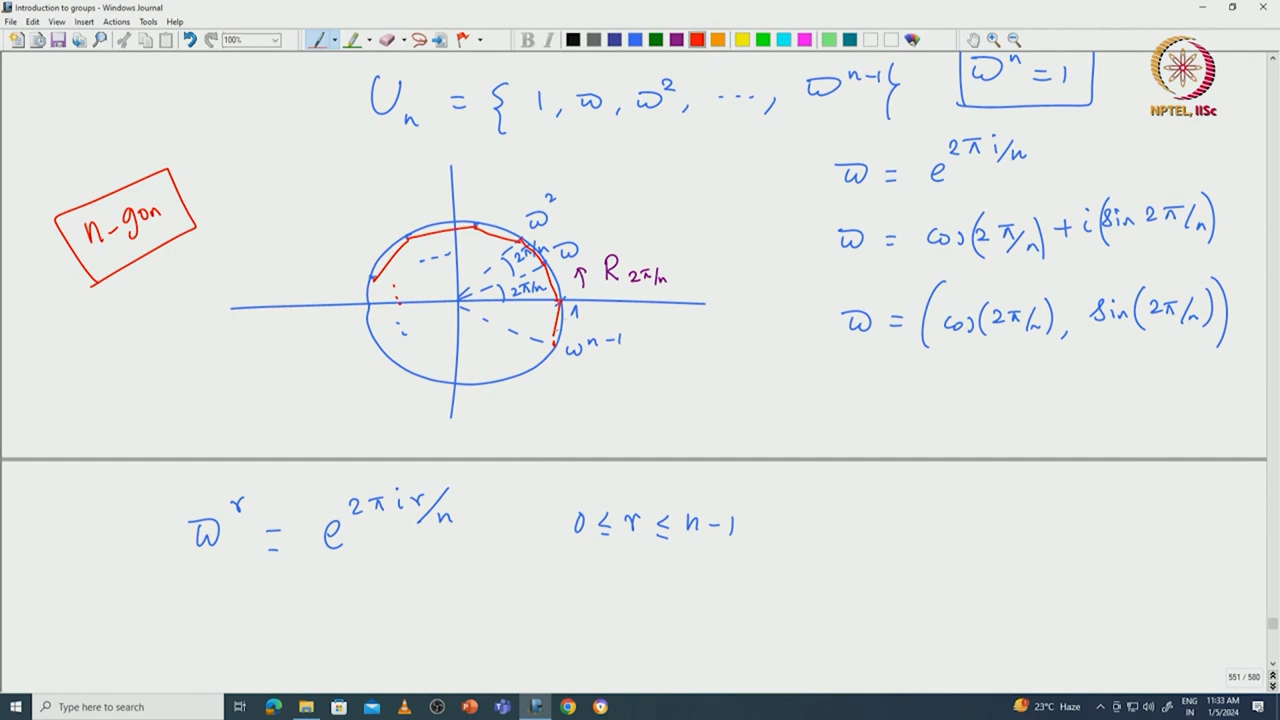 Introduction to groups - Windows Journal
File Edit View Insert Actions Tools Help
100%
B I
NPTEL, IISc
U_n = { 1, ω, ω^2, ..., ω^{n-1} }
ω^n = 1
ω = e^{2πi/n}
ω = cos(2π/n) + i(sin 2π/n)
ω = (cos(2π/n), sin(2π/n))
n-gon
ω^2
2π/n
ω
↑ R_{2π/n}
2π/n
1
ω^{n-1}
ω^r = e^{2πir/n} 0 ≤ r ≤ n-1
551 / 580
Type here to search
23°C Haze
ENG
IN
11:33 AM
1/5/2024